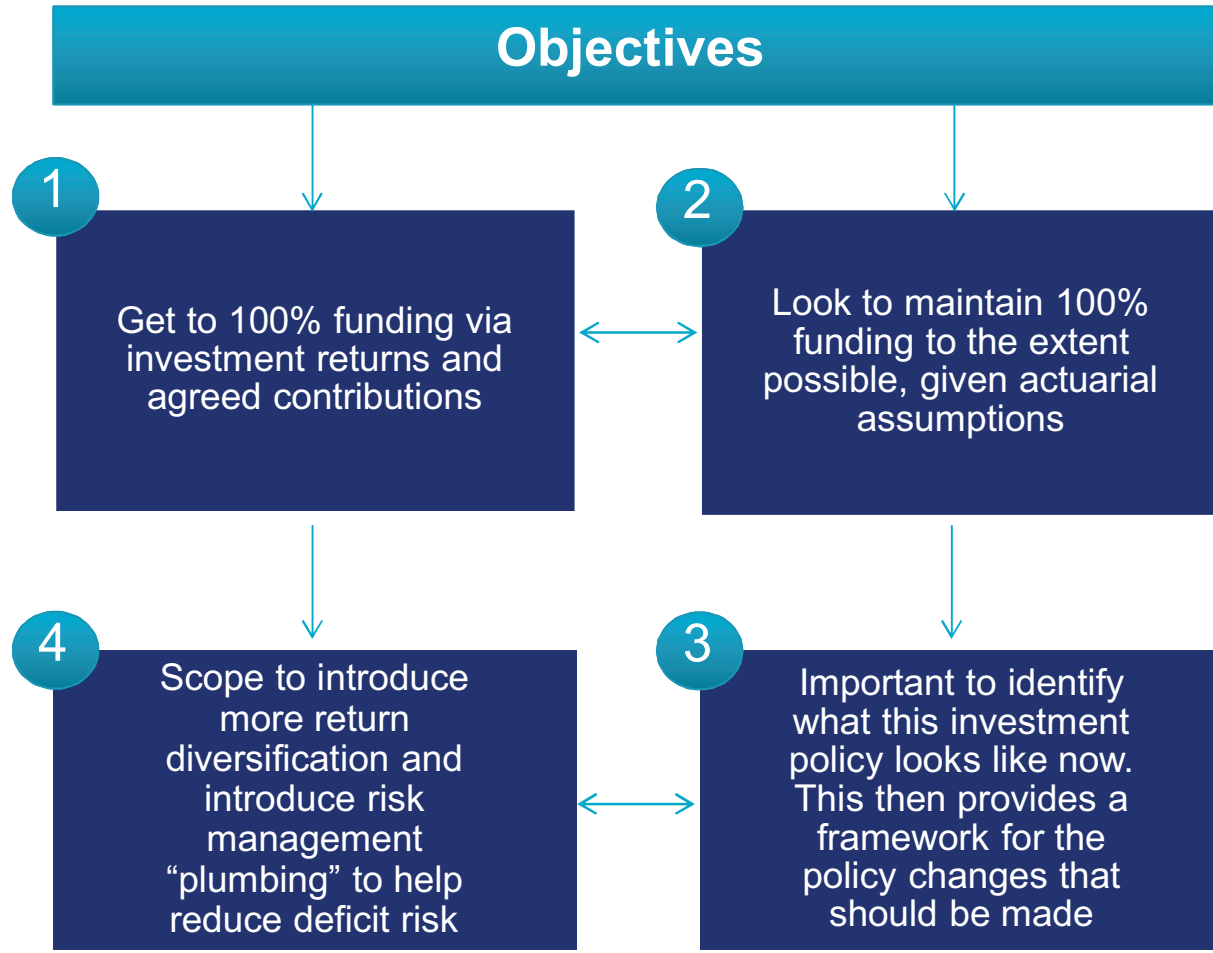 Objectives
1
Get to 100% funding via
investment returns and
agreed contributions
2
Look to maintain 100%
funding to the extent
possible, given actuarial
assumptions
4
Scope to introduce
more return
diversification and
introduce risk
management
“plumbing” to help
reduce deficit risk
3
Important to identify
what this investment
policy looks like now.
This then provides a
framework for the
policy changes that
should be made